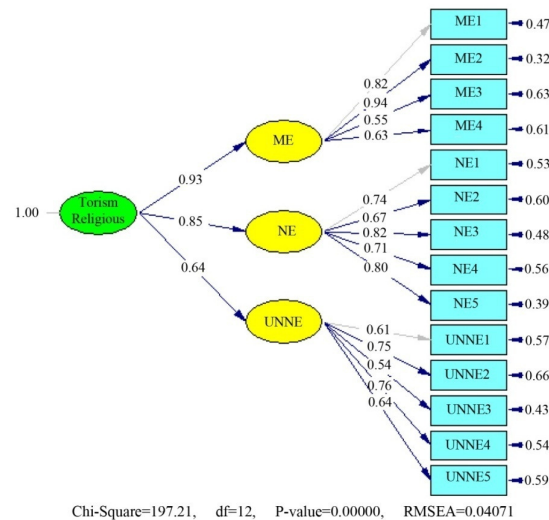 ME1
0.47
ME2
0.32
0.82
0.94
ME3
0.63
0.55
0.63
ME4
0.61
ME
NE1
0.53
0.93
0.74
NE2
0.60
0.67
Torism
Religious
1.00
0.85
NE
0.82
NE3
0.48
0.71
0.80
NE4
0.56
0.64
NE5
0.39
UNNE
0.61
UNNE1
0.57
0.75
0.54
UNNE2
0.66
0.76
0.64
UNNE3
0.43
UNNE4
0.54
UNNE5
0.59
Chi-Square=197.21, df=12, P-value=0.00000, RMSEA=0.04071